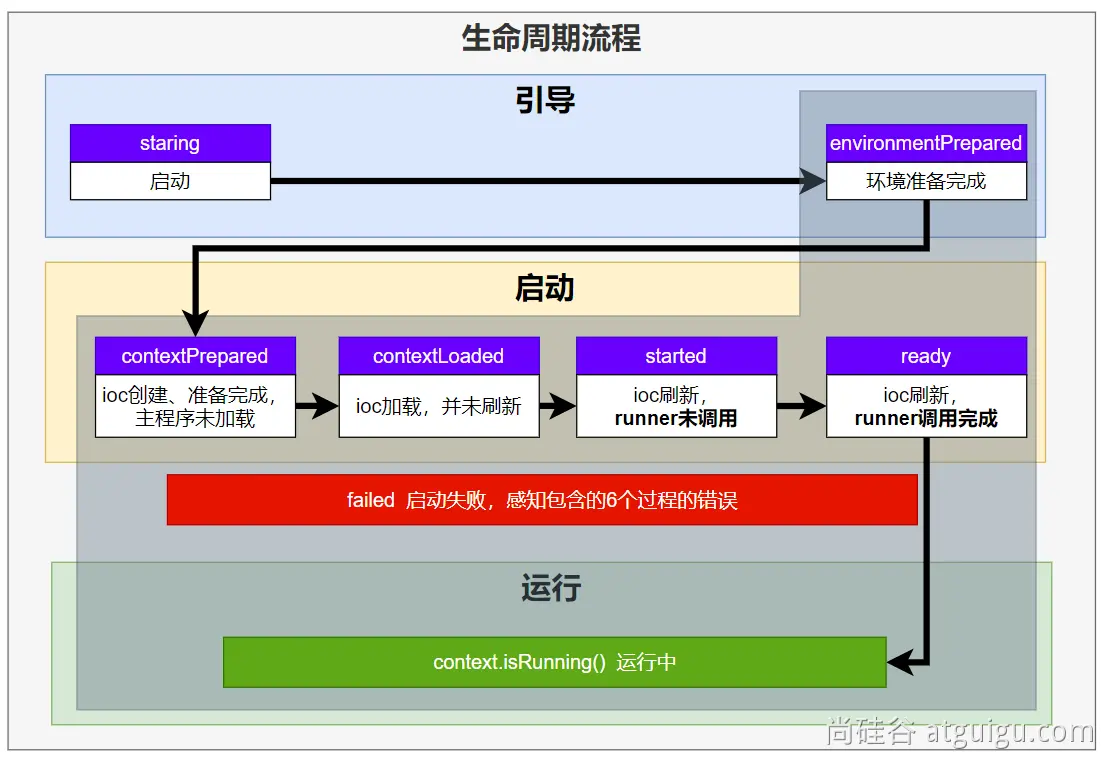 生命周期流程
引导
staring
启动
environmentPrepared
环境准备完成
启动
contextPrepared
ioc创建、准备完成，
主程序未加载
contextLoaded
ioc加载，并未刷新
started
ioc刷新，
runner未调用
ready
ioc刷新，
runner调用完成
failed 启动失败，感知包含的6个过程的错误
运行
context.isRunning() 运行中
尚硅谷 atguigu.com